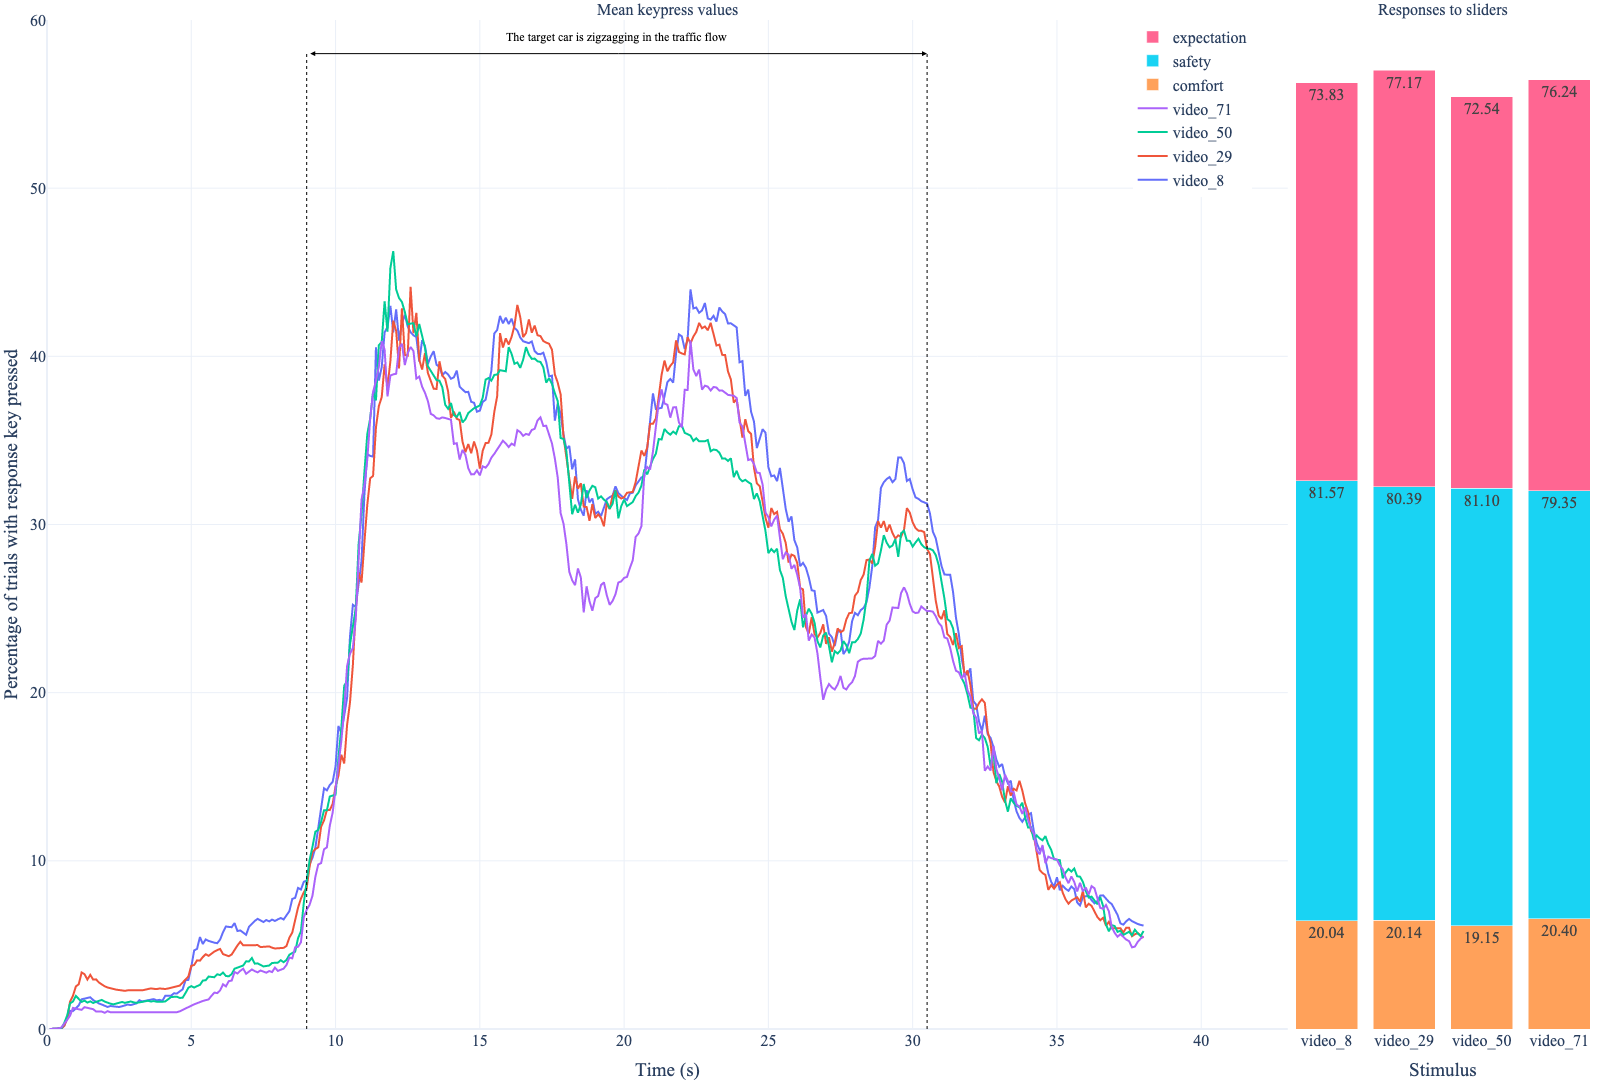 Mean keypress values
Responses to sliders
The target car is zigzagging in the traffic flow
expectation
safety
comfort
video_71
video_50
video_29
video_8
Percentage of trials with response key pressed
60
50
40
30
20
10
0
0 5 10 15 20 25 30 35 40
Time (s)
73.83 77.17 72.54 76.24
81.57 80.39 81.10 79.35
20.04 20.14 19.15 20.40
video_8 video_29 video_50 video_71
Stimulus